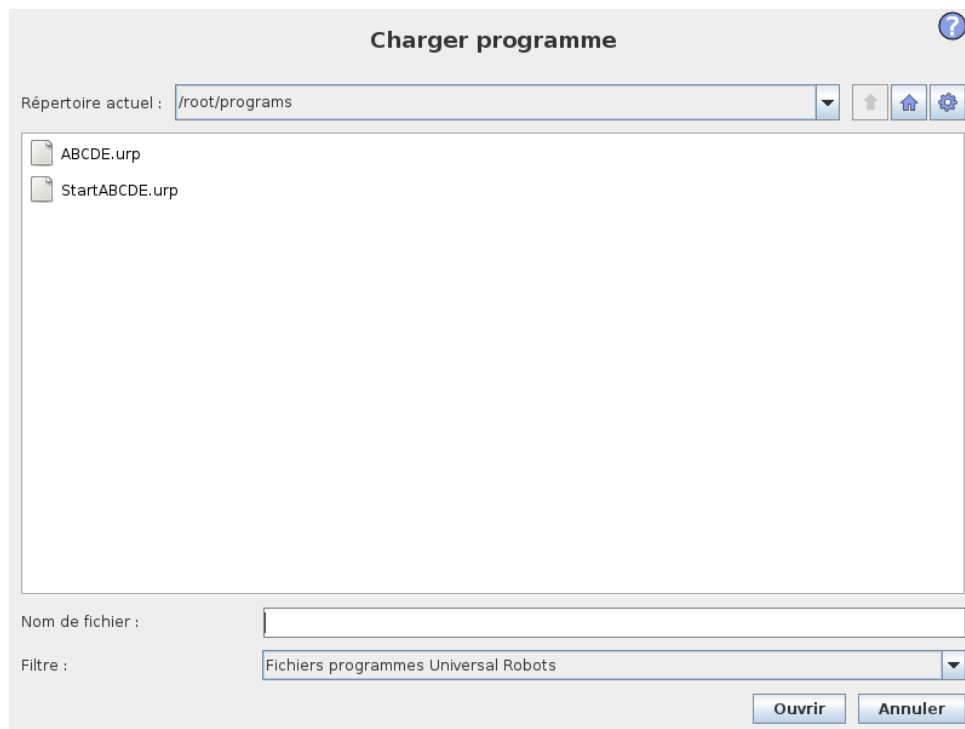 Charger programme
?
Répertoire actuel : /root/programs
ABCDE.urp
StartABCDE.urp
Nom de fichier :
Filtre : Fichiers programmes Universal Robots
Ouvrir Annuler